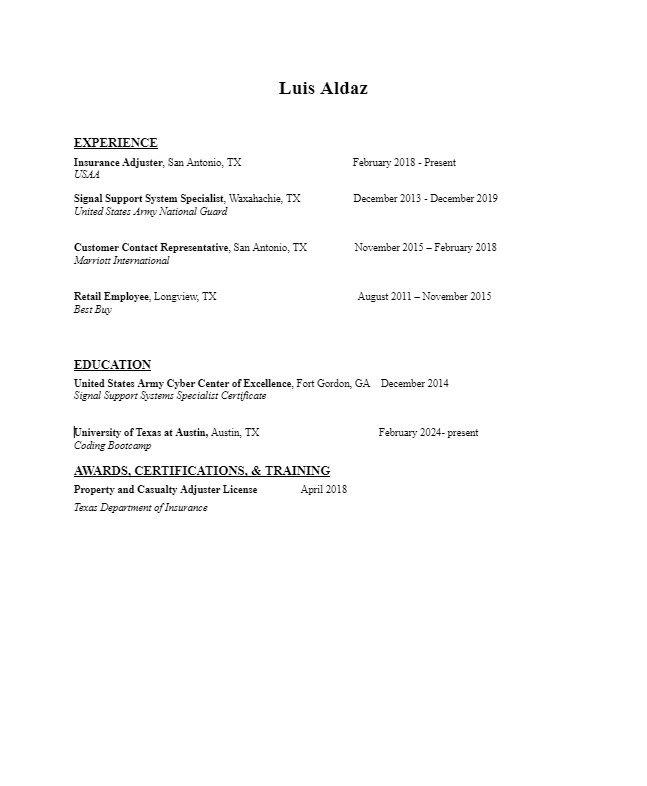 Luis Aldaz
EXPERIENCE
Insurance Adjuster, San Antonio, TX February 2018 - Present
USAA
Signal Support System Specialist, Waxahachie, TX December 2013 - December 2019
United States Army National Guard
Customer Contact Representative, San Antonio, TX November 2015 – February 2018
Marriott International
Retail Employee, Longview, TX August 2011 – November 2015
Best Buy
EDUCATION
United States Army Cyber Center of Excellence, Fort Gordon, GA December 2014
Signal Support Systems Specialist Certificate
University of Texas at Austin, Austin, TX February 2024- present
Coding Bootcamp
AWARDS, CERTIFICATIONS, & TRAINING
Property and Casualty Adjuster License April 2018
Texas Department of Insurance